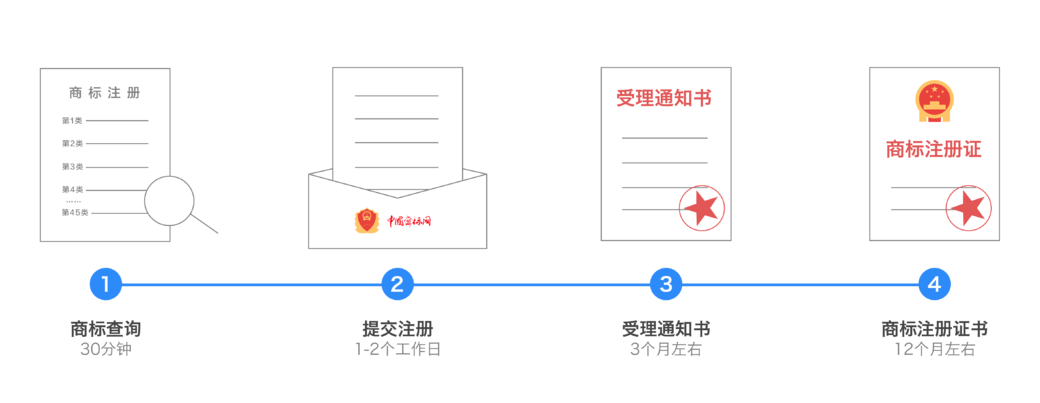 商标注册
第1类
第2类
第3类
第4类
……
第45类
中国商标网
受理通知书
商标注册证
1
2
3
4
商标查询
30分钟
提交注册
1-2个工作日
受理通知书
3个月左右
商标注册证书
12个月左右